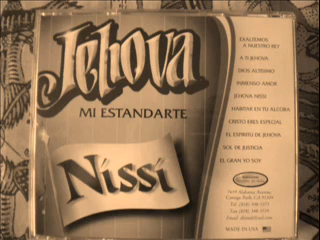 Jehova
MI ESTANDARTE
Nissi
EXALTEMOS
A NUESTRO REY
A TI JEHOVA
DIOS ALTISIMO
INMENSO AMOR
JEHOVA NISSI
HABITAR EN TU ALCOBA
CRISTO ERES ESPECIAL
EL ESPIRITU DE JEHOVA
SOL DE JUSTICIA
EL GRAN YO SOY
MADE IN USA